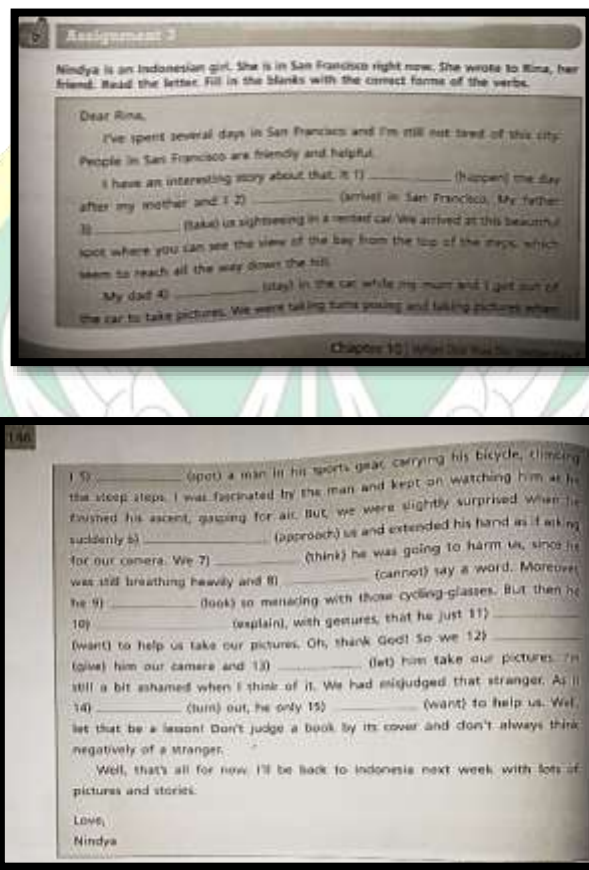 Assignment 3
Nindya is an Indonesian girl. She is in San Francisco right now. She wrote to Rina, her
friend. Read the letter. Fill in the blanks with the correct forms of the verbs.
Dear Rina,
I've spent several days in San Francisco and I'm still not tired of this city.
People in San Francisco are friendly and helpful.
I have an interesting story about that. It 1) __________ (happen) the day
after my mother and I 2) __________ (arrive) in San Francisco. My father
3) __________ (take) us sightseeing in a rented car. We arrived at this beautiful
spot where you can see the view of the bay from the top of the steps, which
seem to reach all the way down the hill.
My dad 4) __________ (stay) in the car while my mum and I got out of
the car to take pictures. We were taking turns posing and taking pictures when
Chapter 10 |
146
I 5) __________ (spot) a man in his sports gear, carrying his bicycle, climbing
the steep steps. I was fascinated by the man and kept on watching him as he
finished his ascent, gasping for air. But, we were slightly surprised when he
suddenly 6) __________ (approach) us and extended his hand as if asking
for our camera. We 7) __________ (think) he was going to harm us, since he
was still breathing heavily and 8) __________ (cannot) say a word. Moreover,
he 9) __________ (look) so menacing with those cycling-glasses. But then he
10) __________ (explain), with gestures, that he just 11) __________
(want) to help us take our pictures. Oh, thank God! So we 12) __________
(give) him our camera and 13) __________ (let) him take our pictures. I'm
still a bit ashamed when I think of it. We had misjudged that stranger. As it
14) __________ (turn) out, he only 15) __________ (want) to help us. Well,
let that be a lesson! Don't judge a book by its cover and don't always think
negatively of a stranger.
Well, that's all for now. I'll be back to Indonesia next week with lots of
pictures and stories.
Love,
Nindya